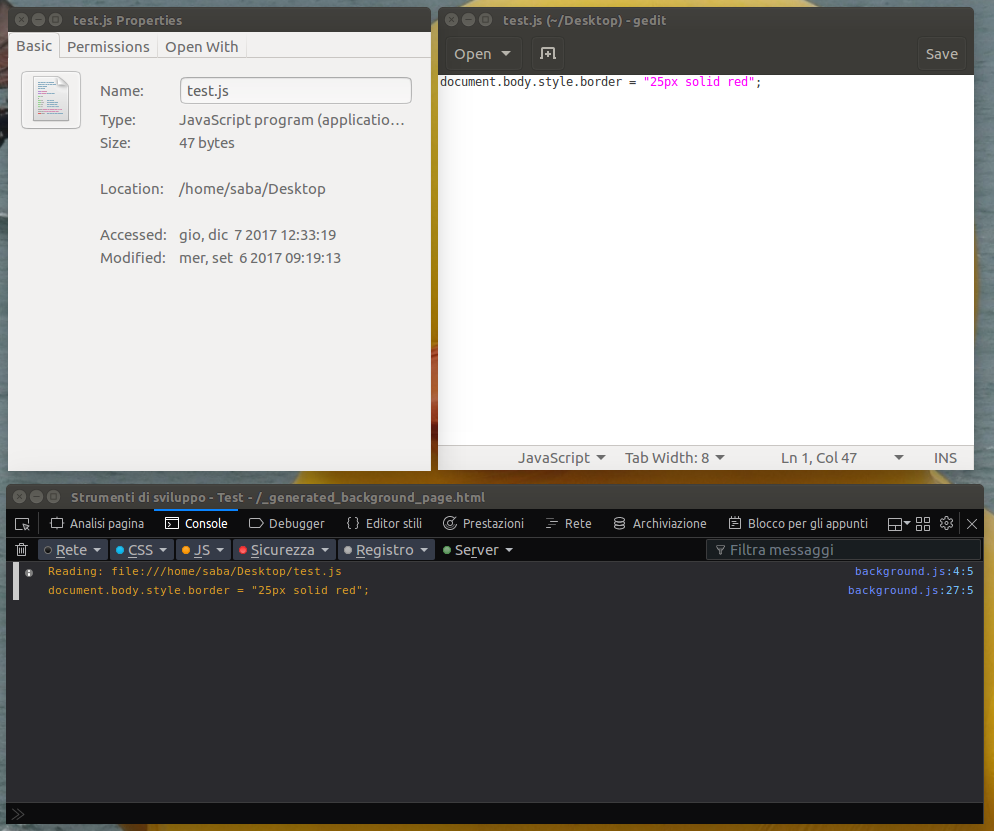 test.js Properties
Basic Permissions Open With
Name: test.js
Type: JavaScript program (applicatio…
Size: 47 bytes
Location: /home/saba/Desktop
Accessed: gio, dic 7 2017 12:33:19
Modified: mer, set 6 2017 09:19:13
test.js (~/Desktop) - gedit
Open Save
document.body.style.border = "25px solid red";
JavaScript Tab Width: 8 Ln 1, Col 47 INS
Strumenti di sviluppo - Test - /_generated_background_page.html
Analisi pagina Console Debugger Editor stili Prestazioni Rete Archiviazione Blocco per gli appunti
Rete CSS JS Sicurezza Registro Server Filtra messaggi
Reading: file:///home/saba/Desktop/test.js background.js:4:5
document.body.style.border = "25px solid red"; background.js:27:5